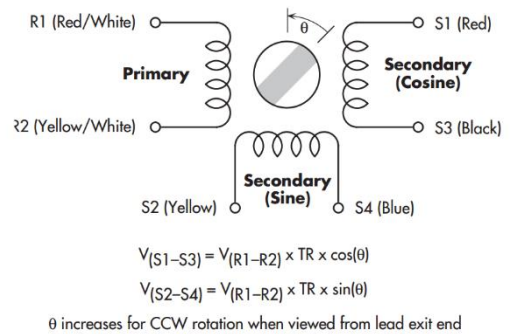 R1 (Red/White)
θ
S1 (Red)
Primary
Secondary
(Cosine)
R2 (Yellow/White)
S3 (Black)
Secondary
(Sine)
S2 (Yellow)
S4 (Blue)
V(S1–S3) = V(R1–R2) x TR x cos(θ)
V(S2–S4) = V(R1–R2) x TR x sin(θ)
θ increases for CCW rotation when viewed from lead exit end